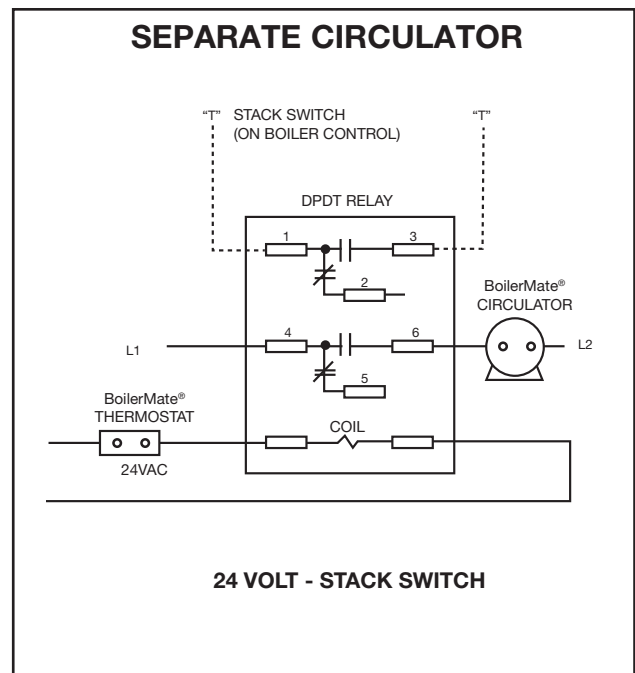 SEPARATE CIRCULATOR
“T” STACK SWITCH “T”
(ON BOILER CONTROL)
DPDT RELAY
1 3
2
BoilerMate®
CIRCULATOR
4 6
L1 L2
5
BoilerMate®
THERMOSTAT
COIL
24VAC
24 VOLT - STACK SWITCH